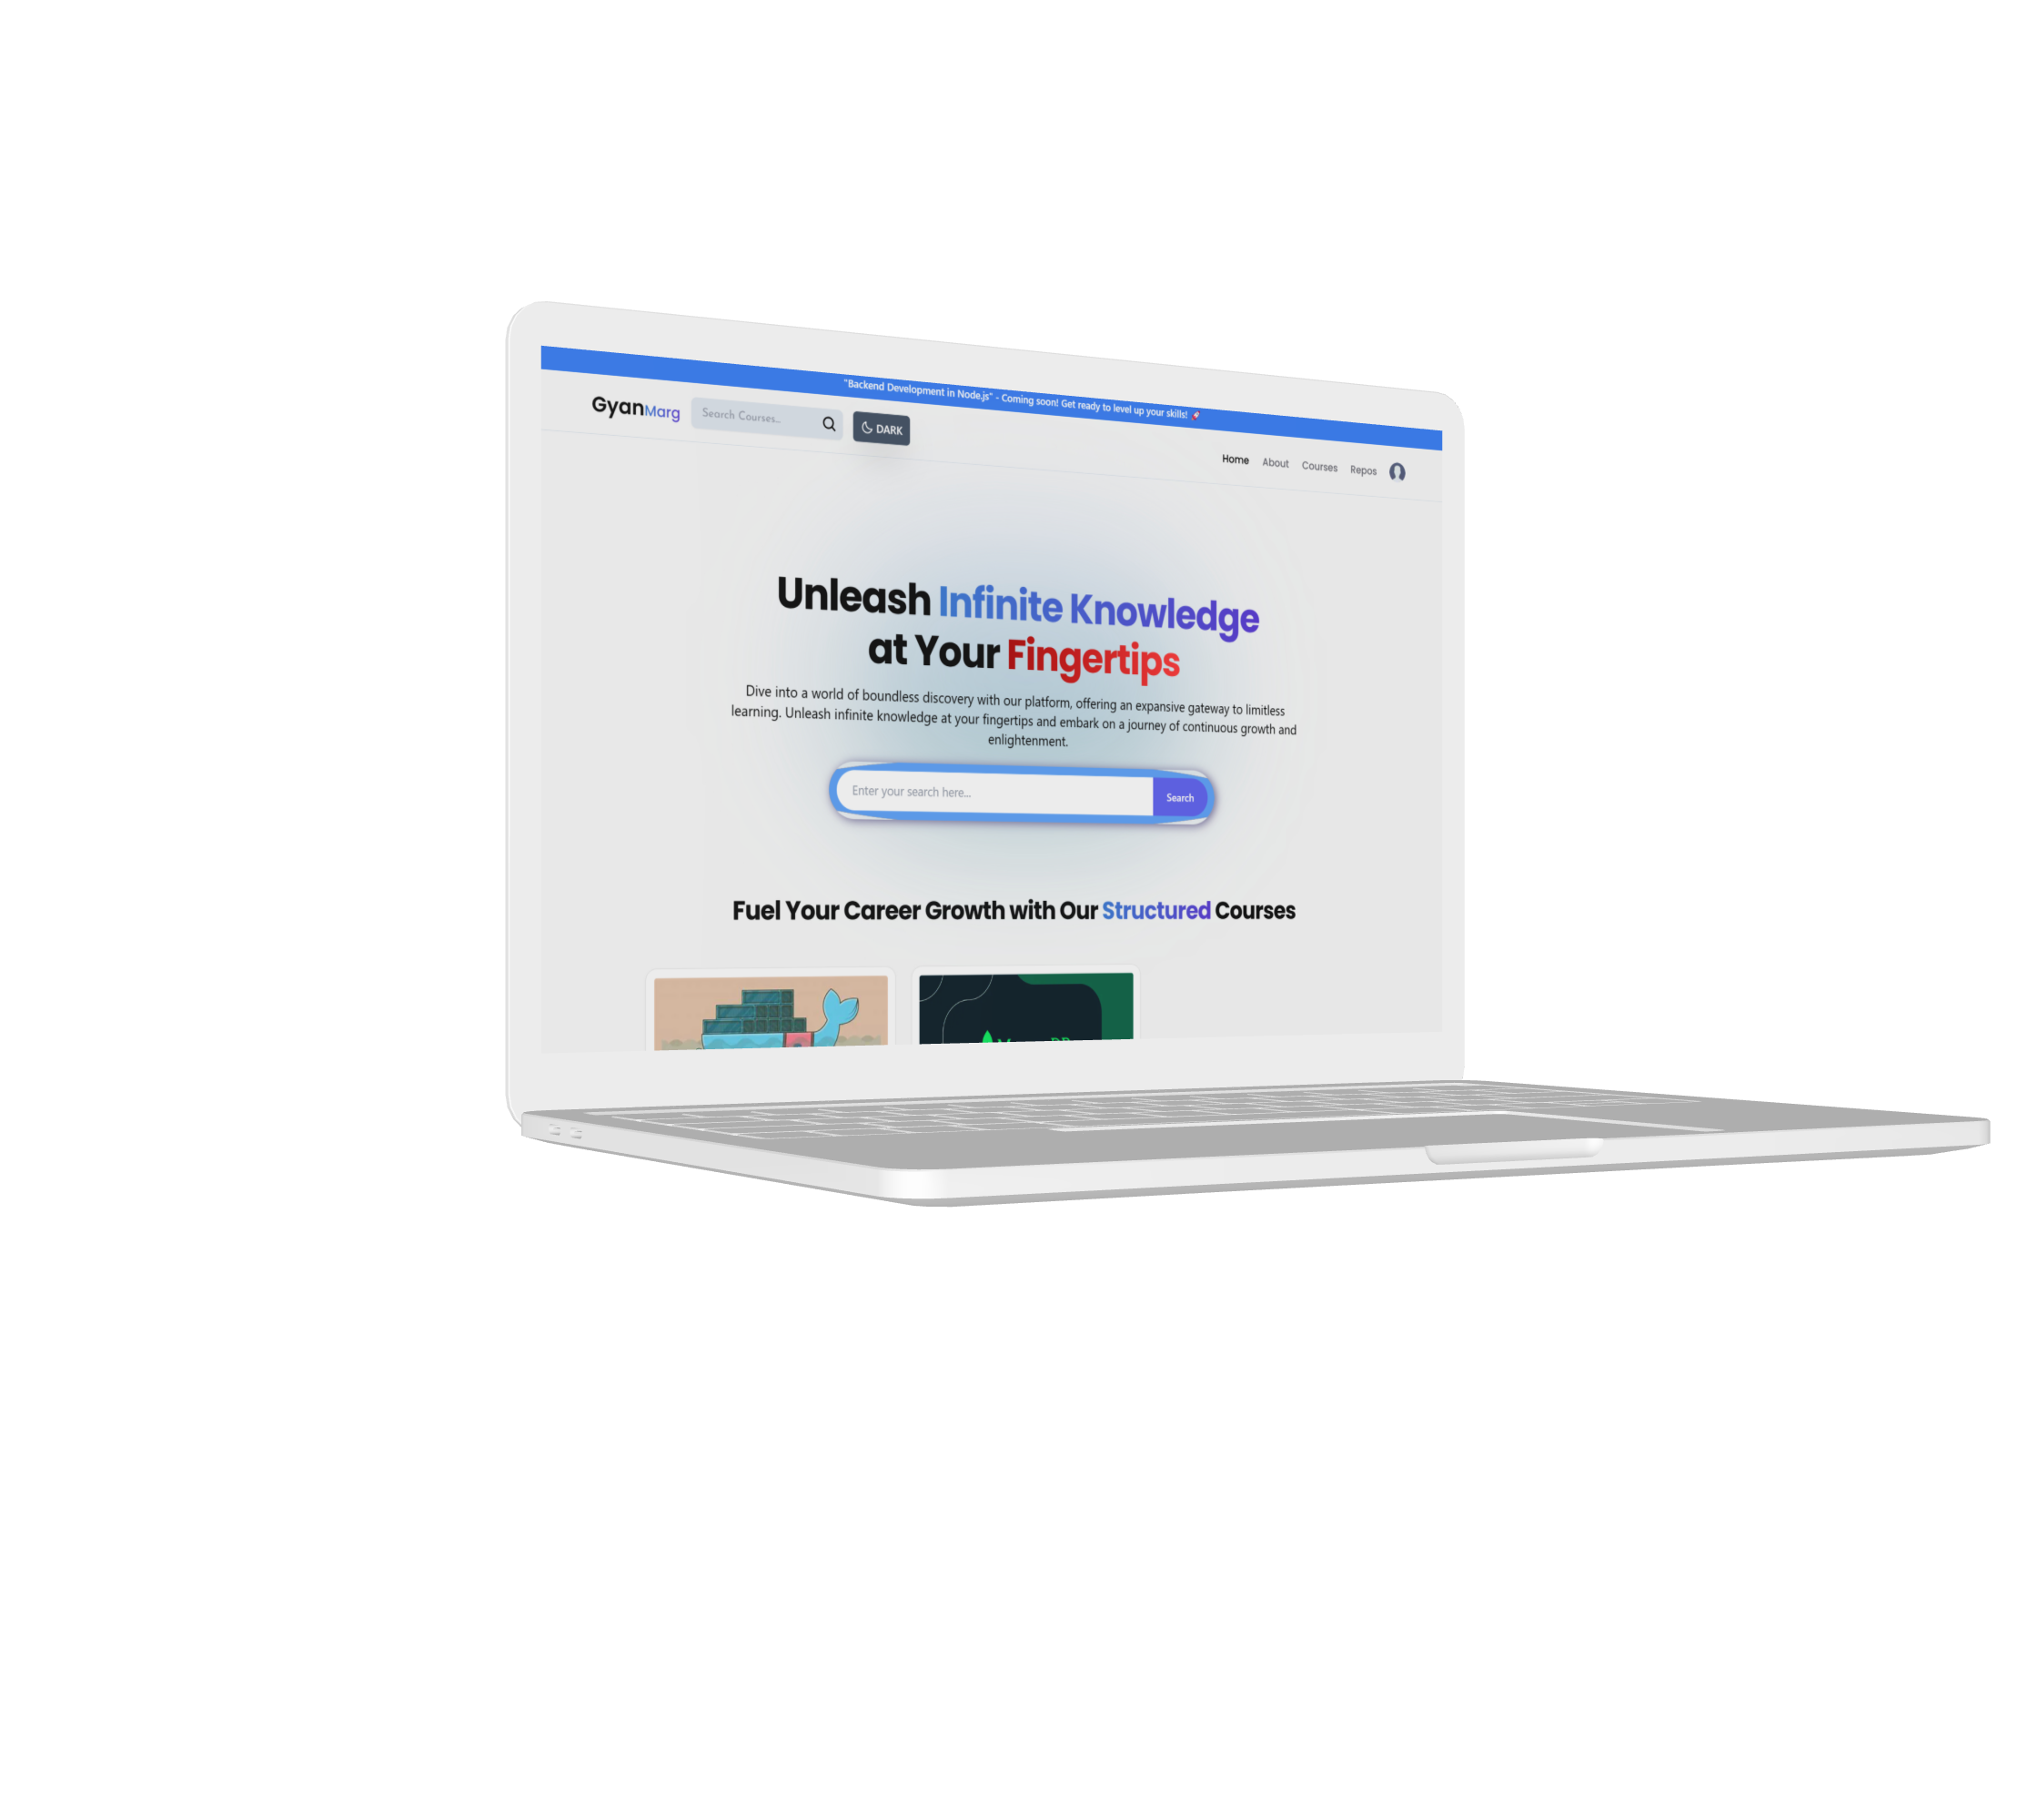 "Backend Development in Node.js" - Coming soon! Get ready to level up your skills! 🚀
GyanMarg
Search Courses...
DARK
Home About Courses Repos
Unleash Infinite Knowledge
at Your Fingertips
Dive into a world of boundless discovery with our platform, offering an expansive gateway to limitless
learning. Unleash infinite knowledge at your fingertips and embark on a journey of continuous growth and
enlightenment.
Enter your search here...
Search
Fuel Your Career Growth with Our Structured Courses